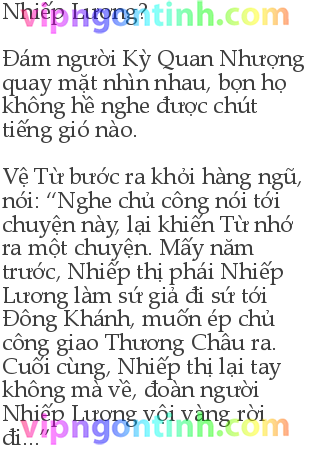 Nhiếp Lương?
vipngontinh.com
Đám người Kỳ Quan Nhượng
quay mặt nhìn nhau, bọn họ
không hề nghe được chút
tiếng gió nào.
Vệ Từ bước ra khỏi hàng ngũ,
nói: “Nghe chủ công nói tới
chuyện này, lại khiến Từ nhớ
ra một chuyện. Mấy năm
trước, Nhiếp thị phái Nhiếp
Lương làm sứ giả đi sứ tới
Đông Khánh, muốn ép chủ
công giao Thương Châu ra.
Cuối cùng, Nhiếp thị lại tay
không mà về, đoàn người
Nhiếp Lương vội vàng rời
vipngontinh.com
đi...”